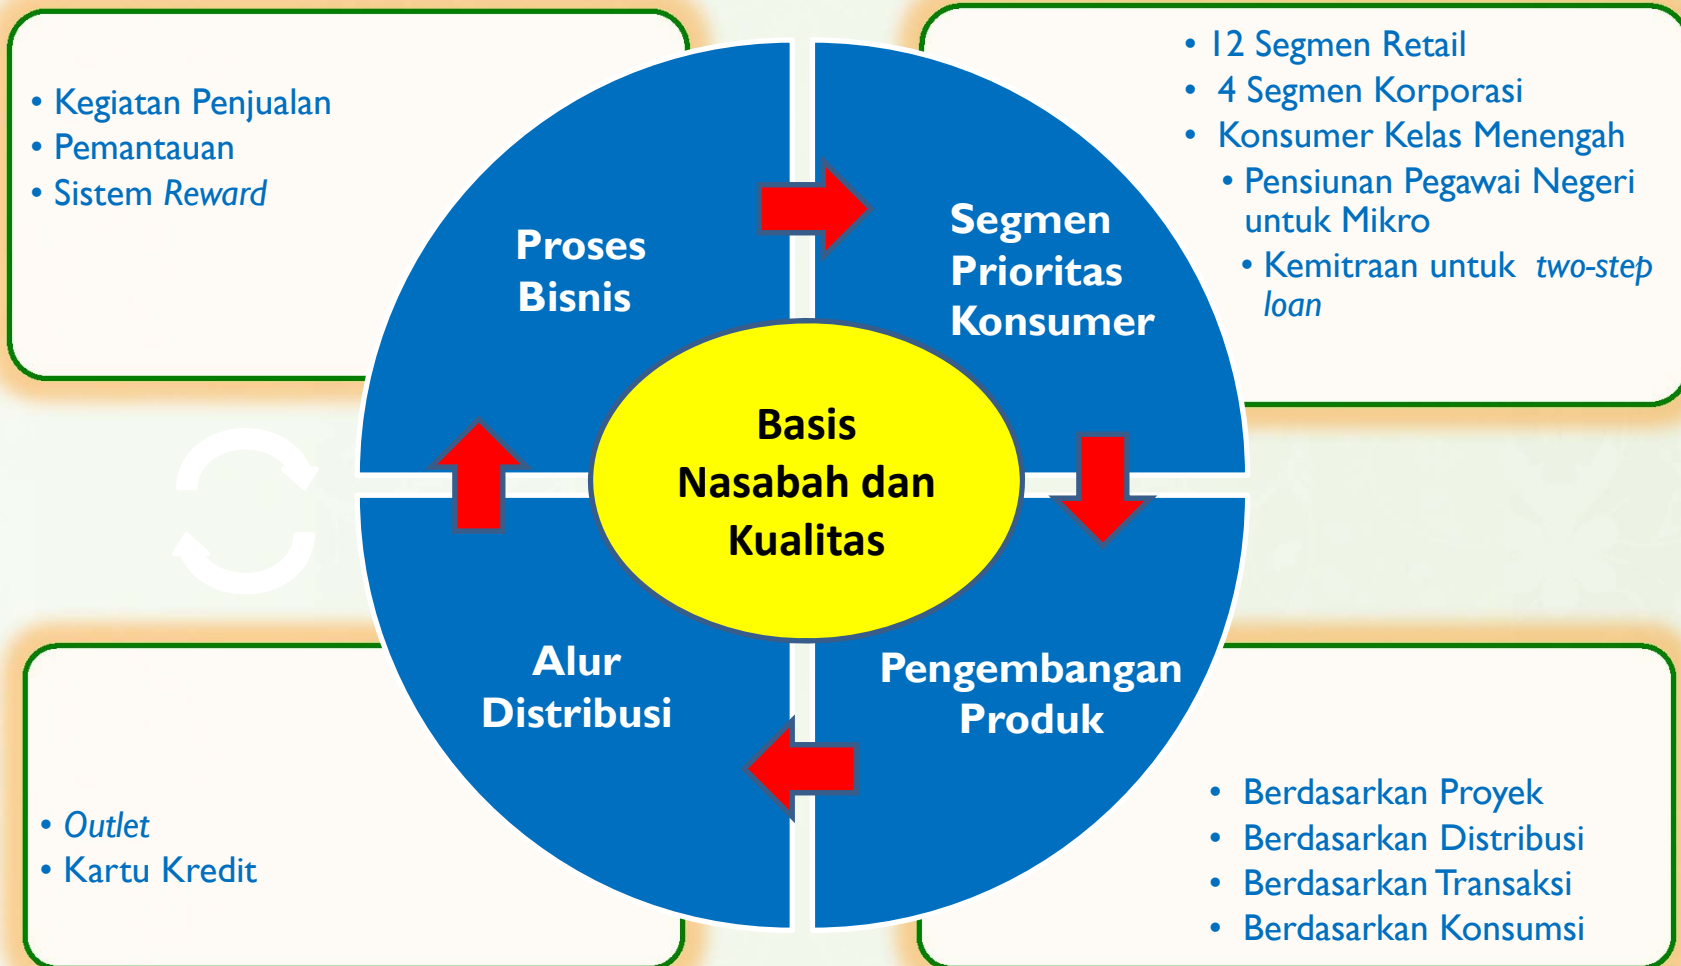 • Kegiatan Penjualan
• Pemantauan
• Sistem Reward
• 12 Segmen Retail
• 4 Segmen Korporasi
• Konsumer Kelas Menengah
• Pensiunan Pegawai Negeri
untuk Mikro
• Kemitraan untuk two-step
loan
Proses
Bisnis
Segmen
Prioritas
Konsumer
Basis
Nasabah dan
Kualitas
Alur
Distribusi
Pengembangan
Produk
• Outlet
• Kartu Kredit
• Berdasarkan Proyek
• Berdasarkan Distribusi
• Berdasarkan Transaksi
• Berdasarkan Konsumsi